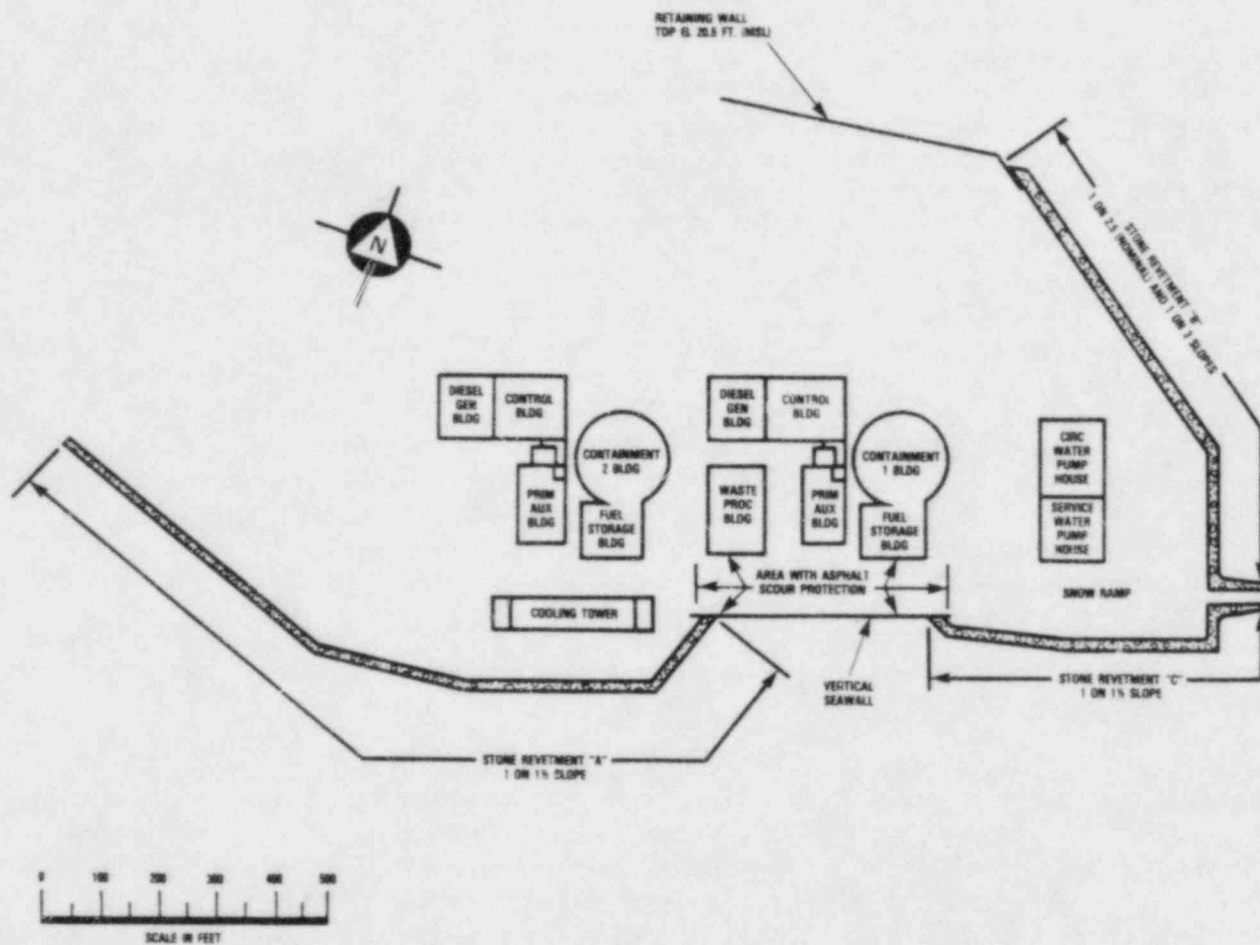 RETAINING WALL
TOP EL 20.5 FT. (MSL)
STONE REVETMENT "B"
1 ON 2.5 (NOMINAL) AND 1 ON 3 SLOPES
N
DIESEL
GER
BLDG
CONTROL
BLDG
CONTAINMENT
2 BLDG
PRIM
AUX
BLDG
FUEL
STORAGE
BLDG
DIESEL
GEN
BLDG
CONTROL
BLDG
CONTAINMENT
1 BLDG
WASTE
PROC
BLDG
PRIM
AUX
BLDG
FUEL
STORAGE
BLDG
CIRC
WATER
PUMP
HOUSE
SERVICE
WATER
PUMP
HOUSE
AREA WITH ASPHALT
SCOUR PROTECTION
SNOW RAMP
COOLING TOWER
VERTICAL
SEAWALL
STONE REVETMENT "C"
1 ON 1½ SLOPE
STONE REVETMENT "A"
1 ON 1½ SLOPE
0 100 200 300 400 500
SCALE IN FEET